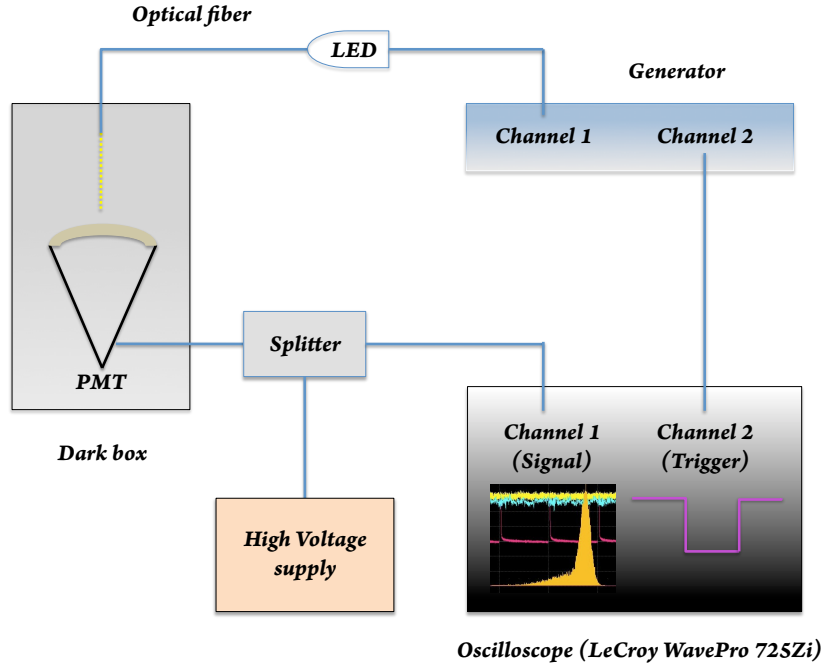 Optical fiber
LED
Generator
Channel 1
Channel 2
Splitter
PMT
Dark box
Channel 1
(Signal)
Channel 2
(Trigger)
High Voltage
supply
Oscilloscope (LeCroy WavePro 725Zi)